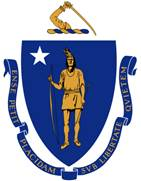 ENSE PETIT
PLACIDAM
SVB LIBERTATE
QVIETEM